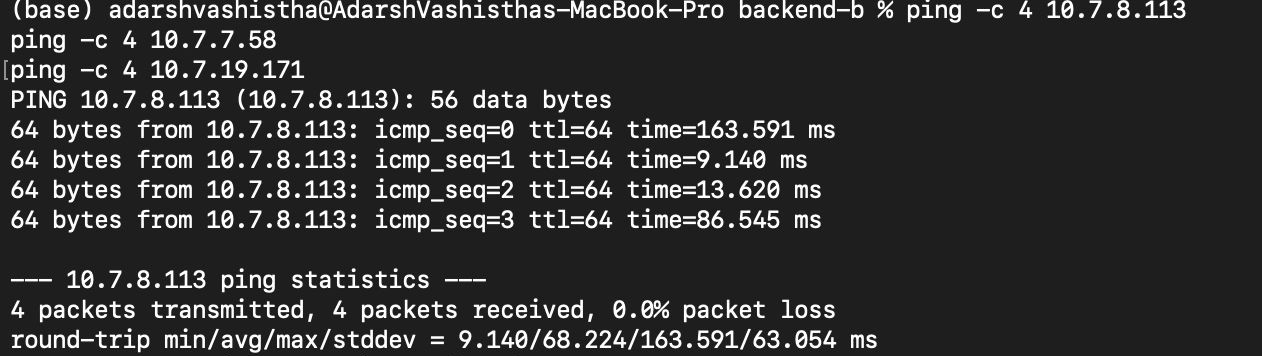 (base) adarshvashistha@AdarshVashisthas-MacBook-Pro backend-b % ping -c 4 10.7.8.113
ping -c 4 10.7.7.58
[ping -c 4 10.7.19.171
PING 10.7.8.113 (10.7.8.113): 56 data bytes
64 bytes from 10.7.8.113: icmp_seq=0 ttl=64 time=163.591 ms
64 bytes from 10.7.8.113: icmp_seq=1 ttl=64 time=9.140 ms
64 bytes from 10.7.8.113: icmp_seq=2 ttl=64 time=13.620 ms
64 bytes from 10.7.8.113: icmp_seq=3 ttl=64 time=86.545 ms

--- 10.7.8.113 ping statistics ---
4 packets transmitted, 4 packets received, 0.0% packet loss
round-trip min/avg/max/stddev = 9.140/68.224/163.591/63.054 ms